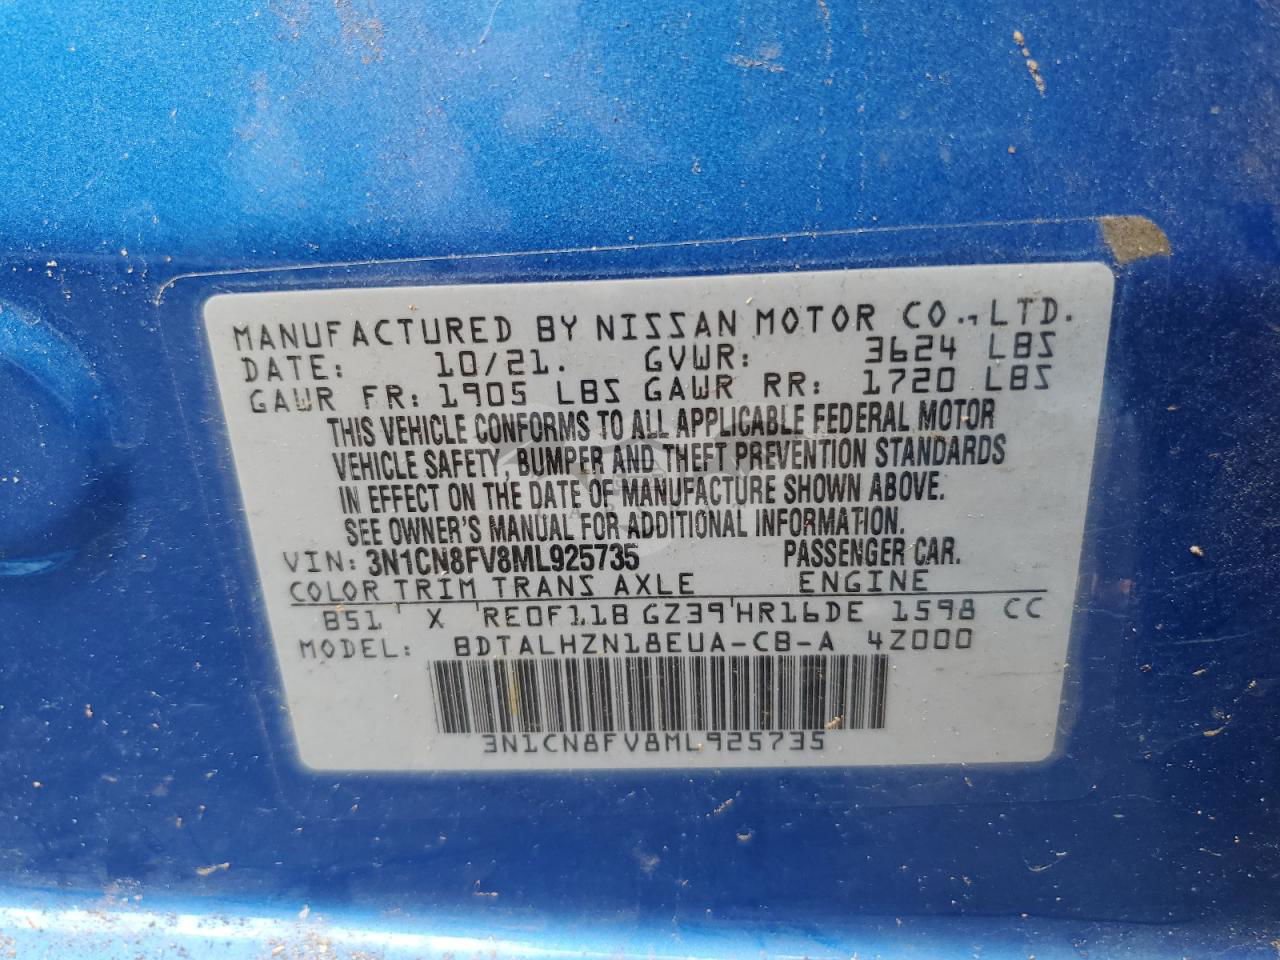 MANUFACTURED BY NISSAN MOTOR CO., LTD.
DATE: 10/21. GVWR: 3624 LBS
GAWR FR: 1905 LBS GAWR RR: 1720 LBS
THIS VEHICLE CONFORMS TO ALL APPLICABLE FEDERAL MOTOR
VEHICLE SAFETY, BUMPER AND THEFT PREVENTION STANDARDS
IN EFFECT ON THE DATE OF MANUFACTURE SHOWN ABOVE.
SEE OWNER'S MANUAL FOR ADDITIONAL INFORMATION.
VIN: 3N1CN8FV8ML925735 PASSENGER CAR.
COLOR TRIM TRANS AXLE ENGINE
B51 X RE0F11B GZ39 HR16DE 1598 CC
MODEL: BDTALHZN18EUA-CB-A 4Z000
3N1CN8FV8ML925735